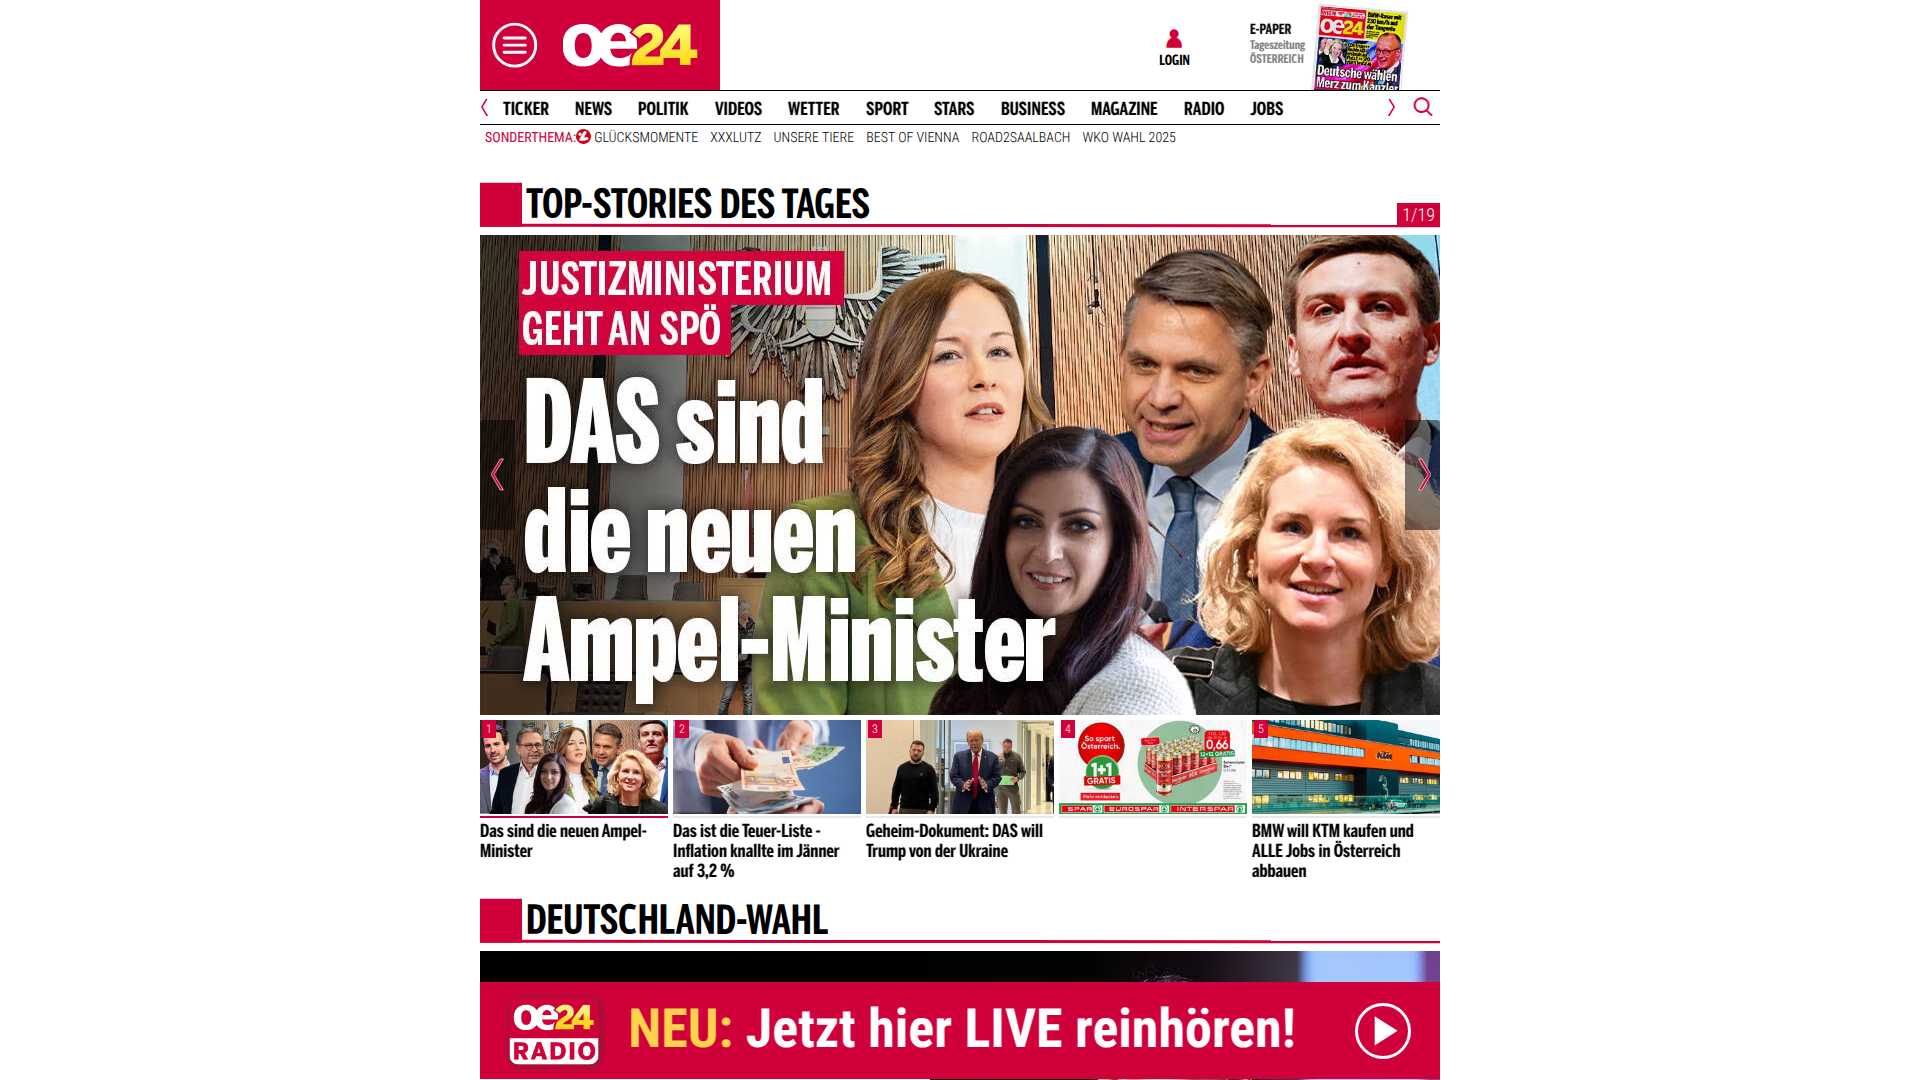 oe24
LOGIN
E-PAPER
Tageszeitung
ÖSTERREICH
oe24
Deutsche wählen
Merz zum Kanzler
TICKER NEWS POLITIK VIDEOS WETTER SPORT STARS BUSINESS MAGAZINE RADIO JOBS
SONDERTHEMA: GLÜCKSMOMENTE XXXLUTZ UNSERE TIERE BEST OF VIENNA ROAD2SAALBACH WKO WAHL 2025
TOP-STORIES DES TAGES
1/19
JUSTIZMINISTERIUM
GEHT AN SPÖ
DAS sind
die neuen
Ampel-Minister
1 2 3 4 5
So spart
Österreich.
1+1
GRATIS
0,66
SPAR EUROSPAR INTERSPAR
KTM
Das sind die neuen Ampel-
Minister
Das ist die Teuer-Liste -
Inflation knallte im Jänner
auf 3,2 %
Geheim-Dokument: DAS will
Trump von der Ukraine
BMW will KTM kaufen und
ALLE Jobs in Österreich
abbauen
DEUTSCHLAND-WAHL
oe24
RADIO
NEU: Jetzt hier LIVE reinhören!